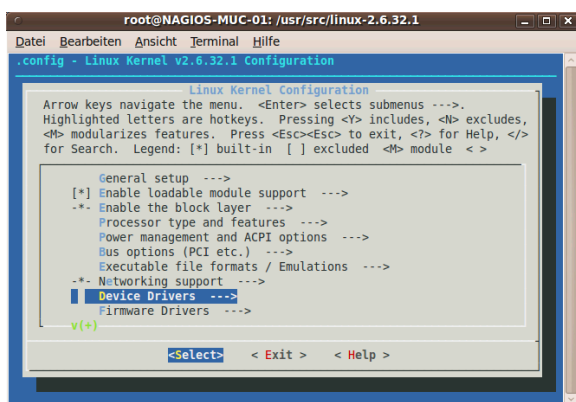 root@NAGIOS-MUC-01: /usr/src/linux-2.6.32.1
Datei Bearbeiten Ansicht Terminal Hilfe
.config - Linux Kernel v2.6.32.1 Configuration
Linux Kernel Configuration
Arrow keys navigate the menu. <Enter> selects submenus --->.
Highlighted letters are hotkeys. Pressing <Y> includes, <N> excludes,
<M> modularizes features. Press <Esc><Esc> to exit, <?> for Help, </>
for Search. Legend: [*] built-in [ ] excluded <M> module < >
General setup --->
[*] Enable loadable module support --->
-*- Enable the block layer --->
Processor type and features --->
Power management and ACPI options --->
Bus options (PCI etc.) --->
Executable file formats / Emulations --->
-*- Networking support --->
Device Drivers --->
Firmware Drivers --->
v(+)
<Select> < Exit > < Help >